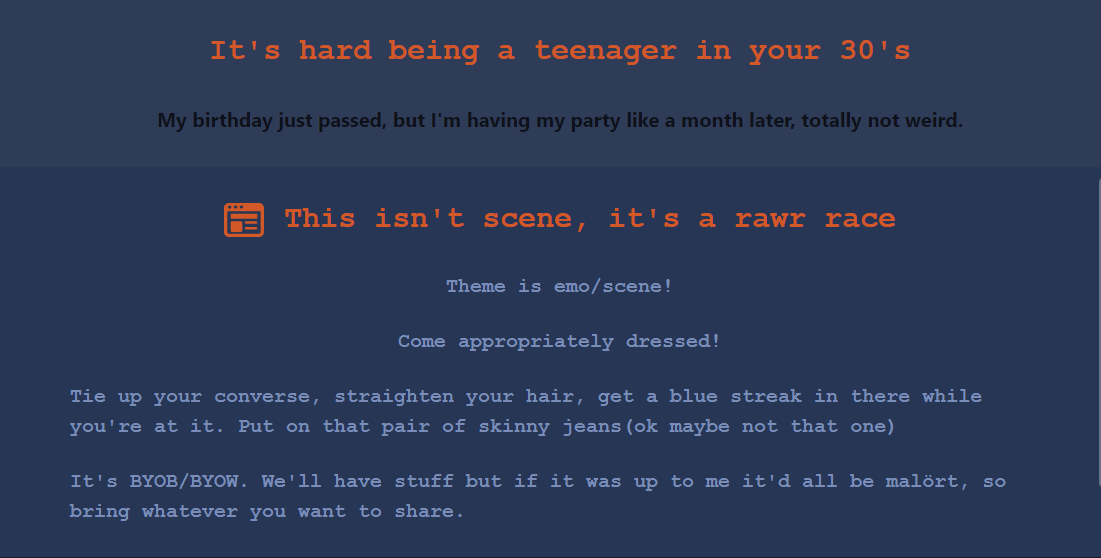 It's hard being a teenager in your 30's
My birthday just passed, but I'm having my party like a month later, totally not weird.
This isn't scene, it's a rawr race
Theme is emo/scene!
Come appropriately dressed!
Tie up your converse, straighten your hair, get a blue streak in there while
you're at it. Put on that pair of skinny jeans(ok maybe not that one)
It's BYOB/BYOW. We'll have stuff but if it was up to me it'd all be malört, so
bring whatever you want to share.